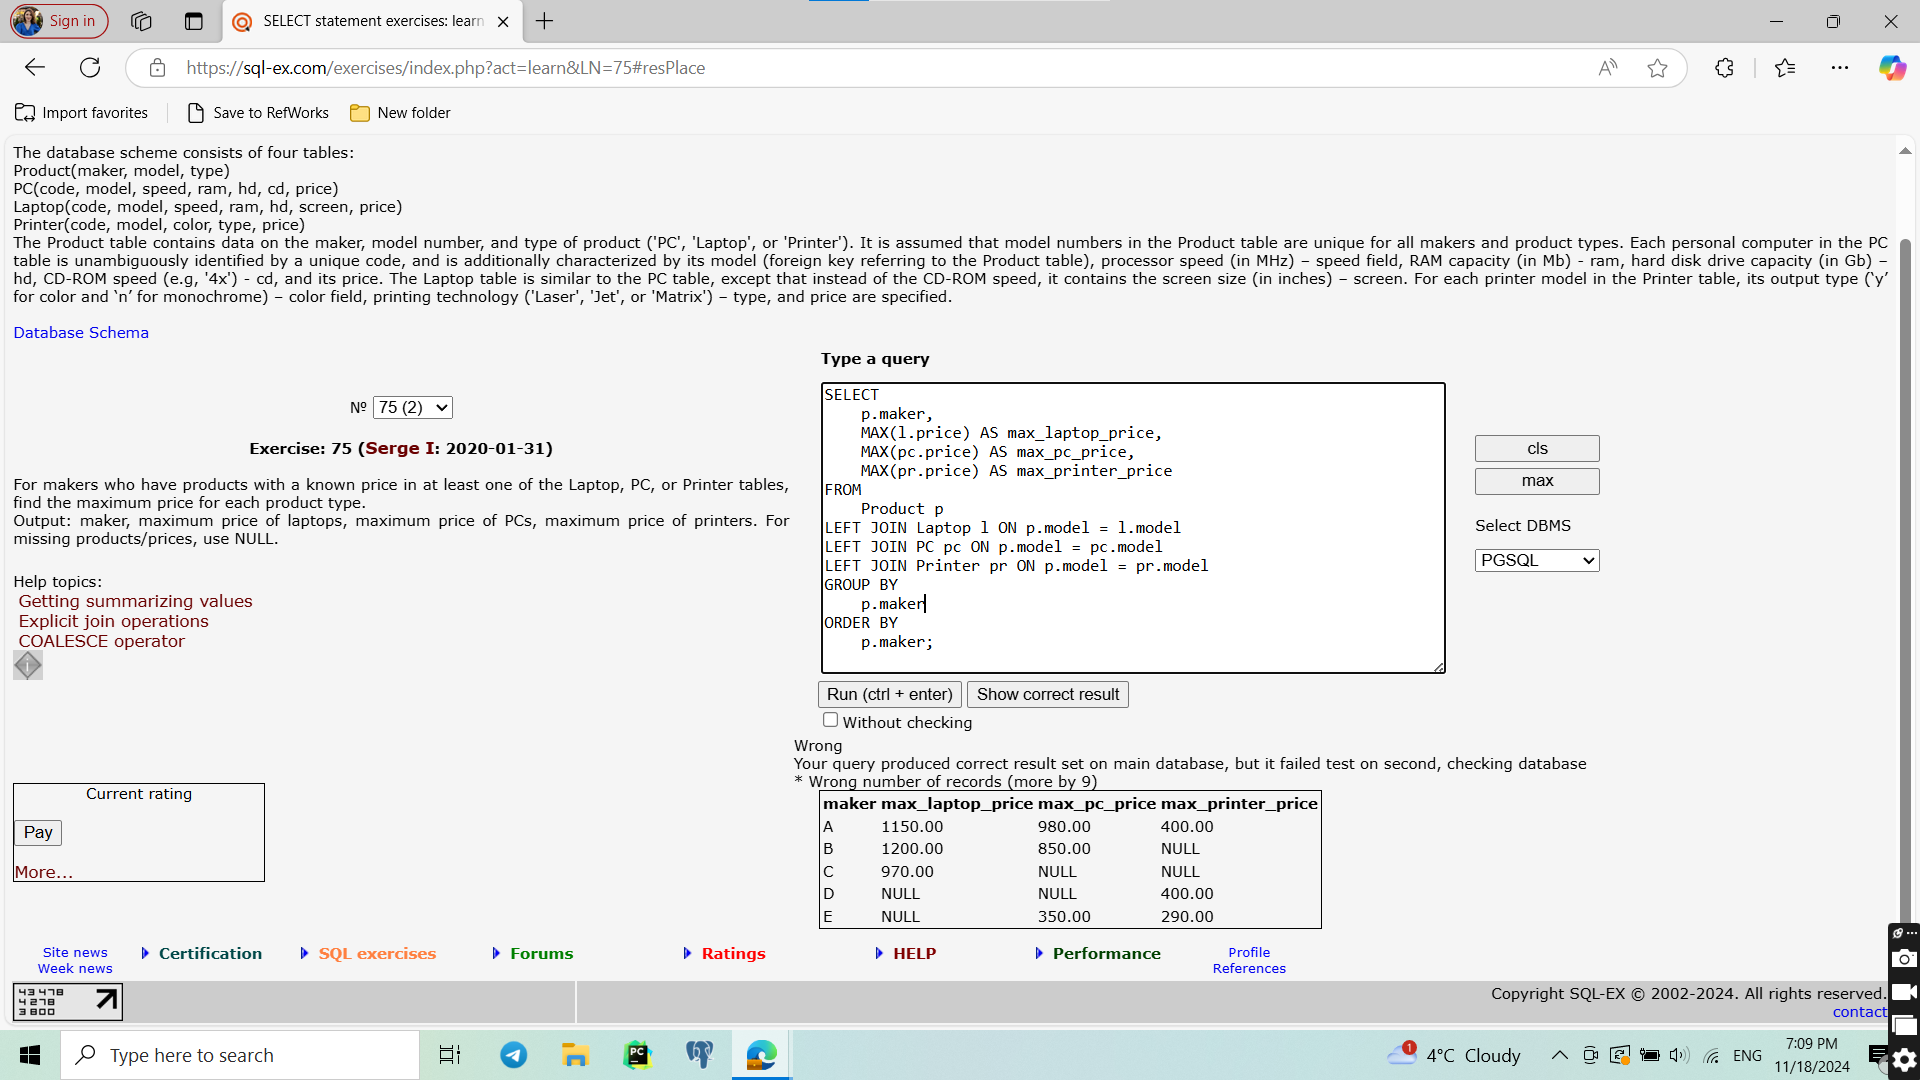 Sign in
SELECT statement exercises: learn
https://sql-ex.com/exercises/index.php?act=learn&LN=75#resPlace
Import favorites
Save to RefWorks
New folder
The database scheme consists of four tables:
Product(maker, model, type)
PC(code, model, speed, ram, hd, cd, price)
Laptop(code, model, speed, ram, hd, screen, price)
Printer(code, model, color, type, price)
The Product table contains data on the maker, model number, and type of product ('PC', 'Laptop', or 'Printer'). It is assumed that model numbers in the Product table are unique for all makers and product types. Each personal computer in the PC
table is unambiguously identified by a unique code, and is additionally characterized by its model (foreign key referring to the Product table), processor speed (in MHz) – speed field, RAM capacity (in Mb) - ram, hard disk drive capacity (in Gb) –
hd, CD-ROM speed (e.g, '4x') - cd, and its price. The Laptop table is similar to the PC table, except that instead of the CD-ROM speed, it contains the screen size (in inches) – screen. For each printer model in the Printer table, its output type (‘y’
for color and ‘n’ for monochrome) – color field, printing technology ('Laser', 'Jet', or 'Matrix') – type, and price are specified.
Database Schema
№ 75 (2)
Exercise: 75 (Serge I: 2020-01-31)
For makers who have products with a known price in at least one of the Laptop, PC, or Printer tables,
find the maximum price for each product type.
Output: maker, maximum price of laptops, maximum price of PCs, maximum price of printers. For
missing products/prices, use NULL.
Help topics:
Getting summarizing values
Explicit join operations
COALESCE operator
Type a query
SELECT
p.maker,
MAX(l.price) AS max_laptop_price,
MAX(pc.price) AS max_pc_price,
MAX(pr.price) AS max_printer_price
FROM
Product p
LEFT JOIN Laptop l ON p.model = l.model
LEFT JOIN PC pc ON p.model = pc.model
LEFT JOIN Printer pr ON p.model = pr.model
GROUP BY
p.maker
ORDER BY
p.maker;
cls
max
Select DBMS
PGSQL
Run (ctrl + enter) Show correct result
Without checking
Wrong
Your query produced correct result set on main database, but it failed test on second, checking database
* Wrong number of records (more by 9)
maker max_laptop_price max_pc_price max_printer_price
A 1150.00 980.00 400.00
B 1200.00 850.00 NULL
C 970.00 NULL NULL
D NULL NULL 400.00
E NULL 350.00 290.00
Current rating
Pay
More...
Site news
Week news
Certification
SQL exercises
Forums
Ratings
HELP
Performance
Profile
References
43 478
4 278
3 800
Copyright SQL-EX © 2002-2024. All rights reserved.
contact
Type here to search
PC
1
4°C Cloudy
ENG
7:09 PM
11/18/2024